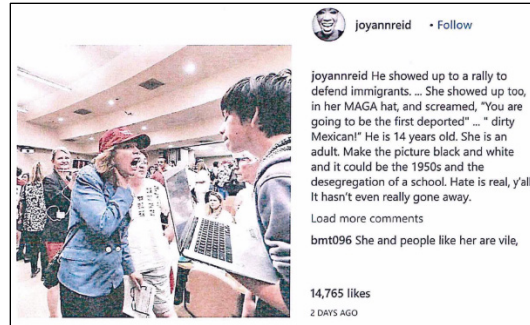 joyannreid • Follow
joyannreid He showed up to a rally to
defend immigrants. ... She showed up too,
in her MAGA hat, and screamed, "You are
going to be the first deported" ... " dirty
Mexican!" He is 14 years old. She is an
adult. Make the picture black and white
and it could be the 1950s and the
desegregation of a school. Hate is real, y'all
It hasn't even really gone away.
Load more comments
bmt096 She and people like her are vile,
14,765 likes
2 DAYS AGO